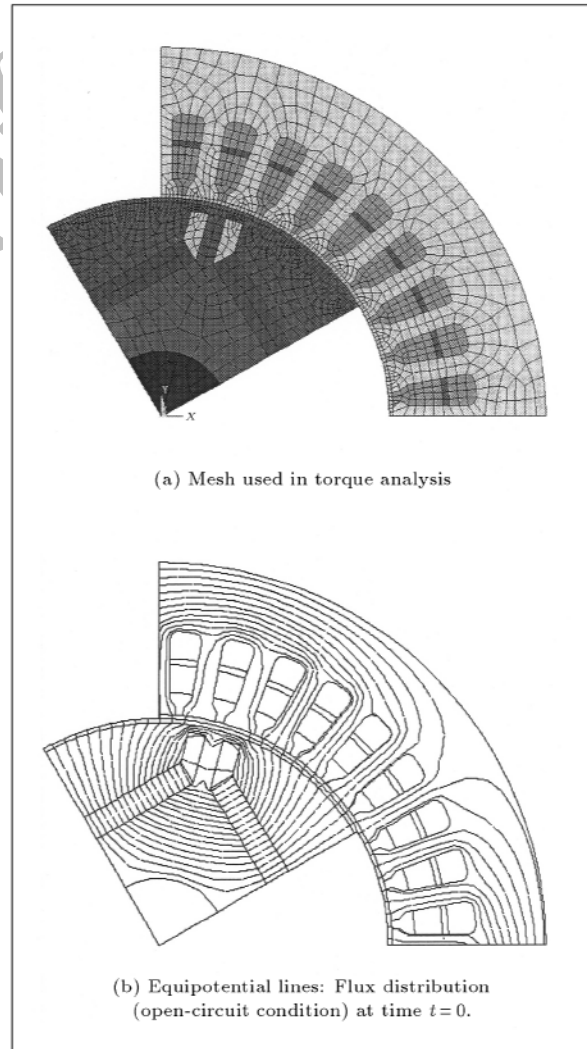 Y
X
(a) Mesh used in torque analysis
(b) Equipotential lines: Flux distribution
(open-circuit condition) at time t=0.